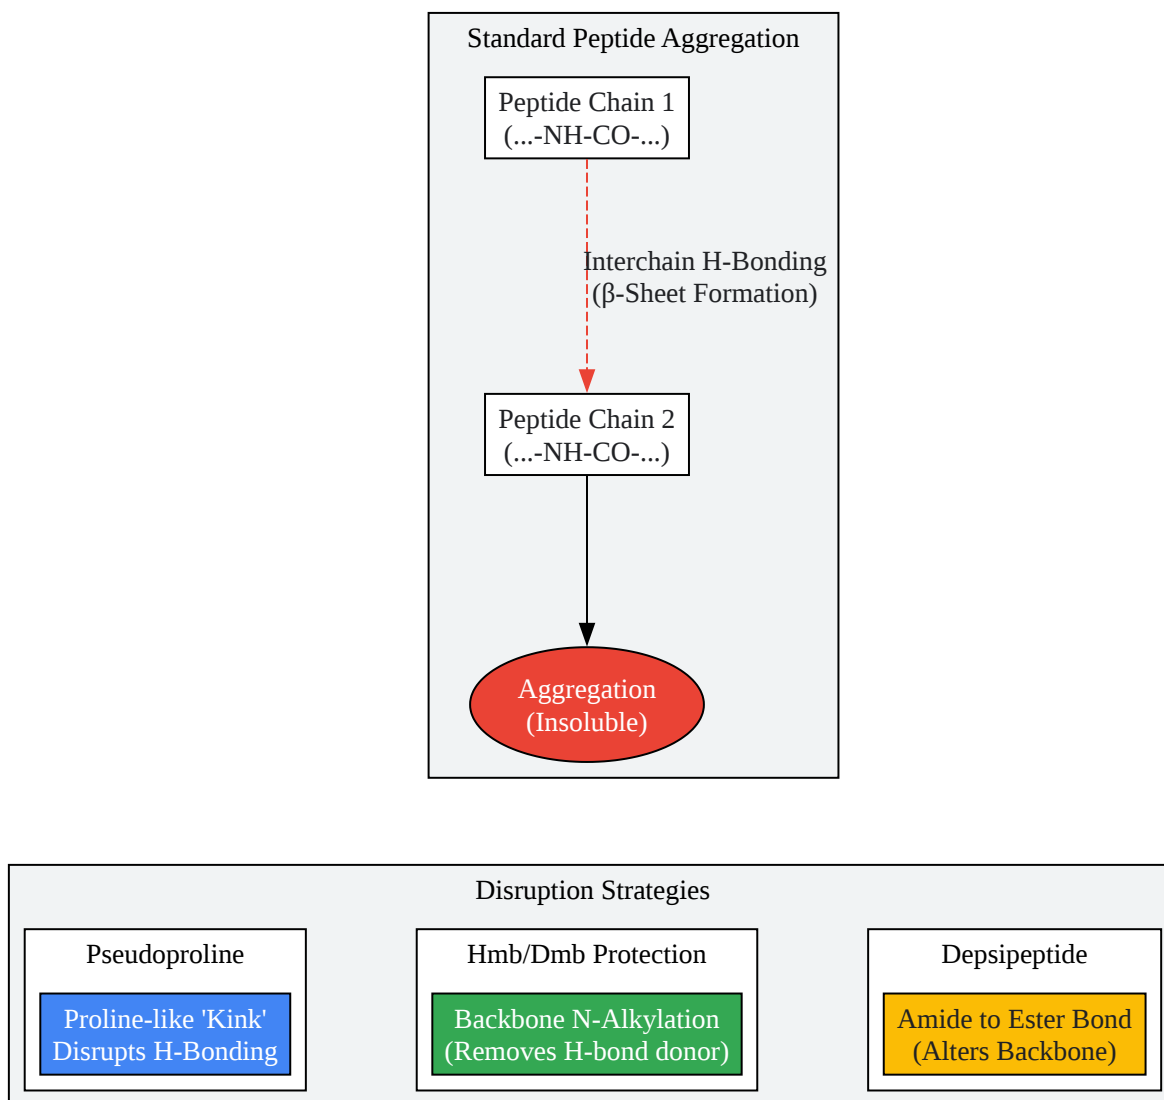 Standard Peptide Aggregation
Peptide Chain 1
(...-NH-CO-...)
Interchain H-Bonding
(β-Sheet Formation)
Peptide Chain 2
(...-NH-CO-...)
Aggregation
(Insoluble)
Disruption Strategies
Pseudoproline
Proline-like 'Kink'
Disrupts H-Bonding
Hmb/Dmb Protection
Backbone N-Alkylation
(Removes H-bond donor)
Depsipeptide
Amide to Ester Bond
(Alters Backbone)